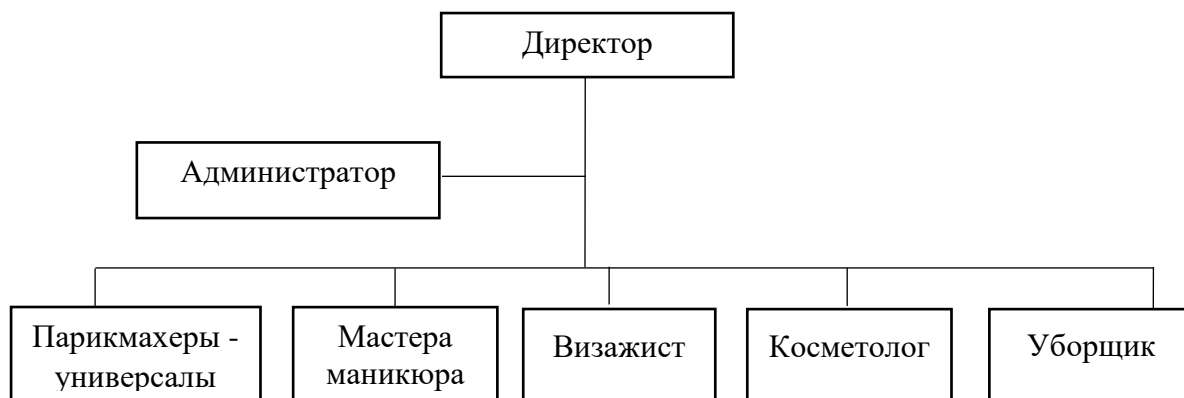 Директор
Администратор
Парикмахеры -
универсалы
Мастера
маникюра
Визажист
Косметолог
Уборщик